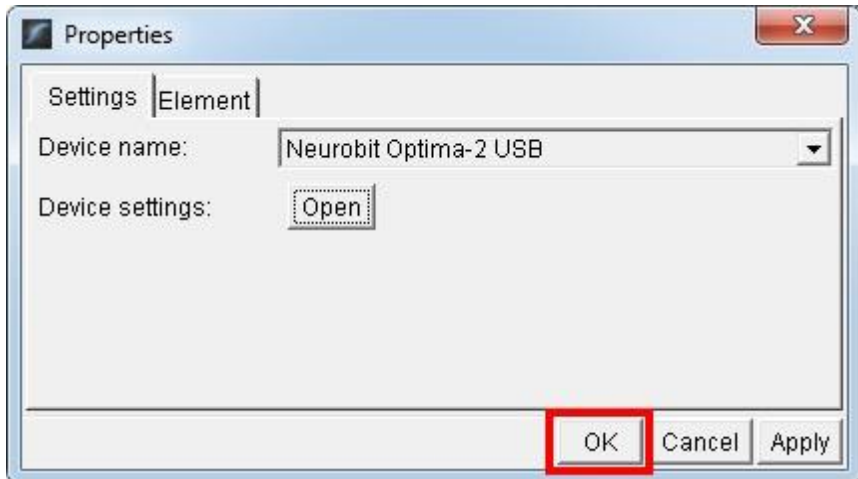 Properties
Settings Element
Device name: Neurobit Optima-2 USB
Device settings: Open
OK Cancel Apply